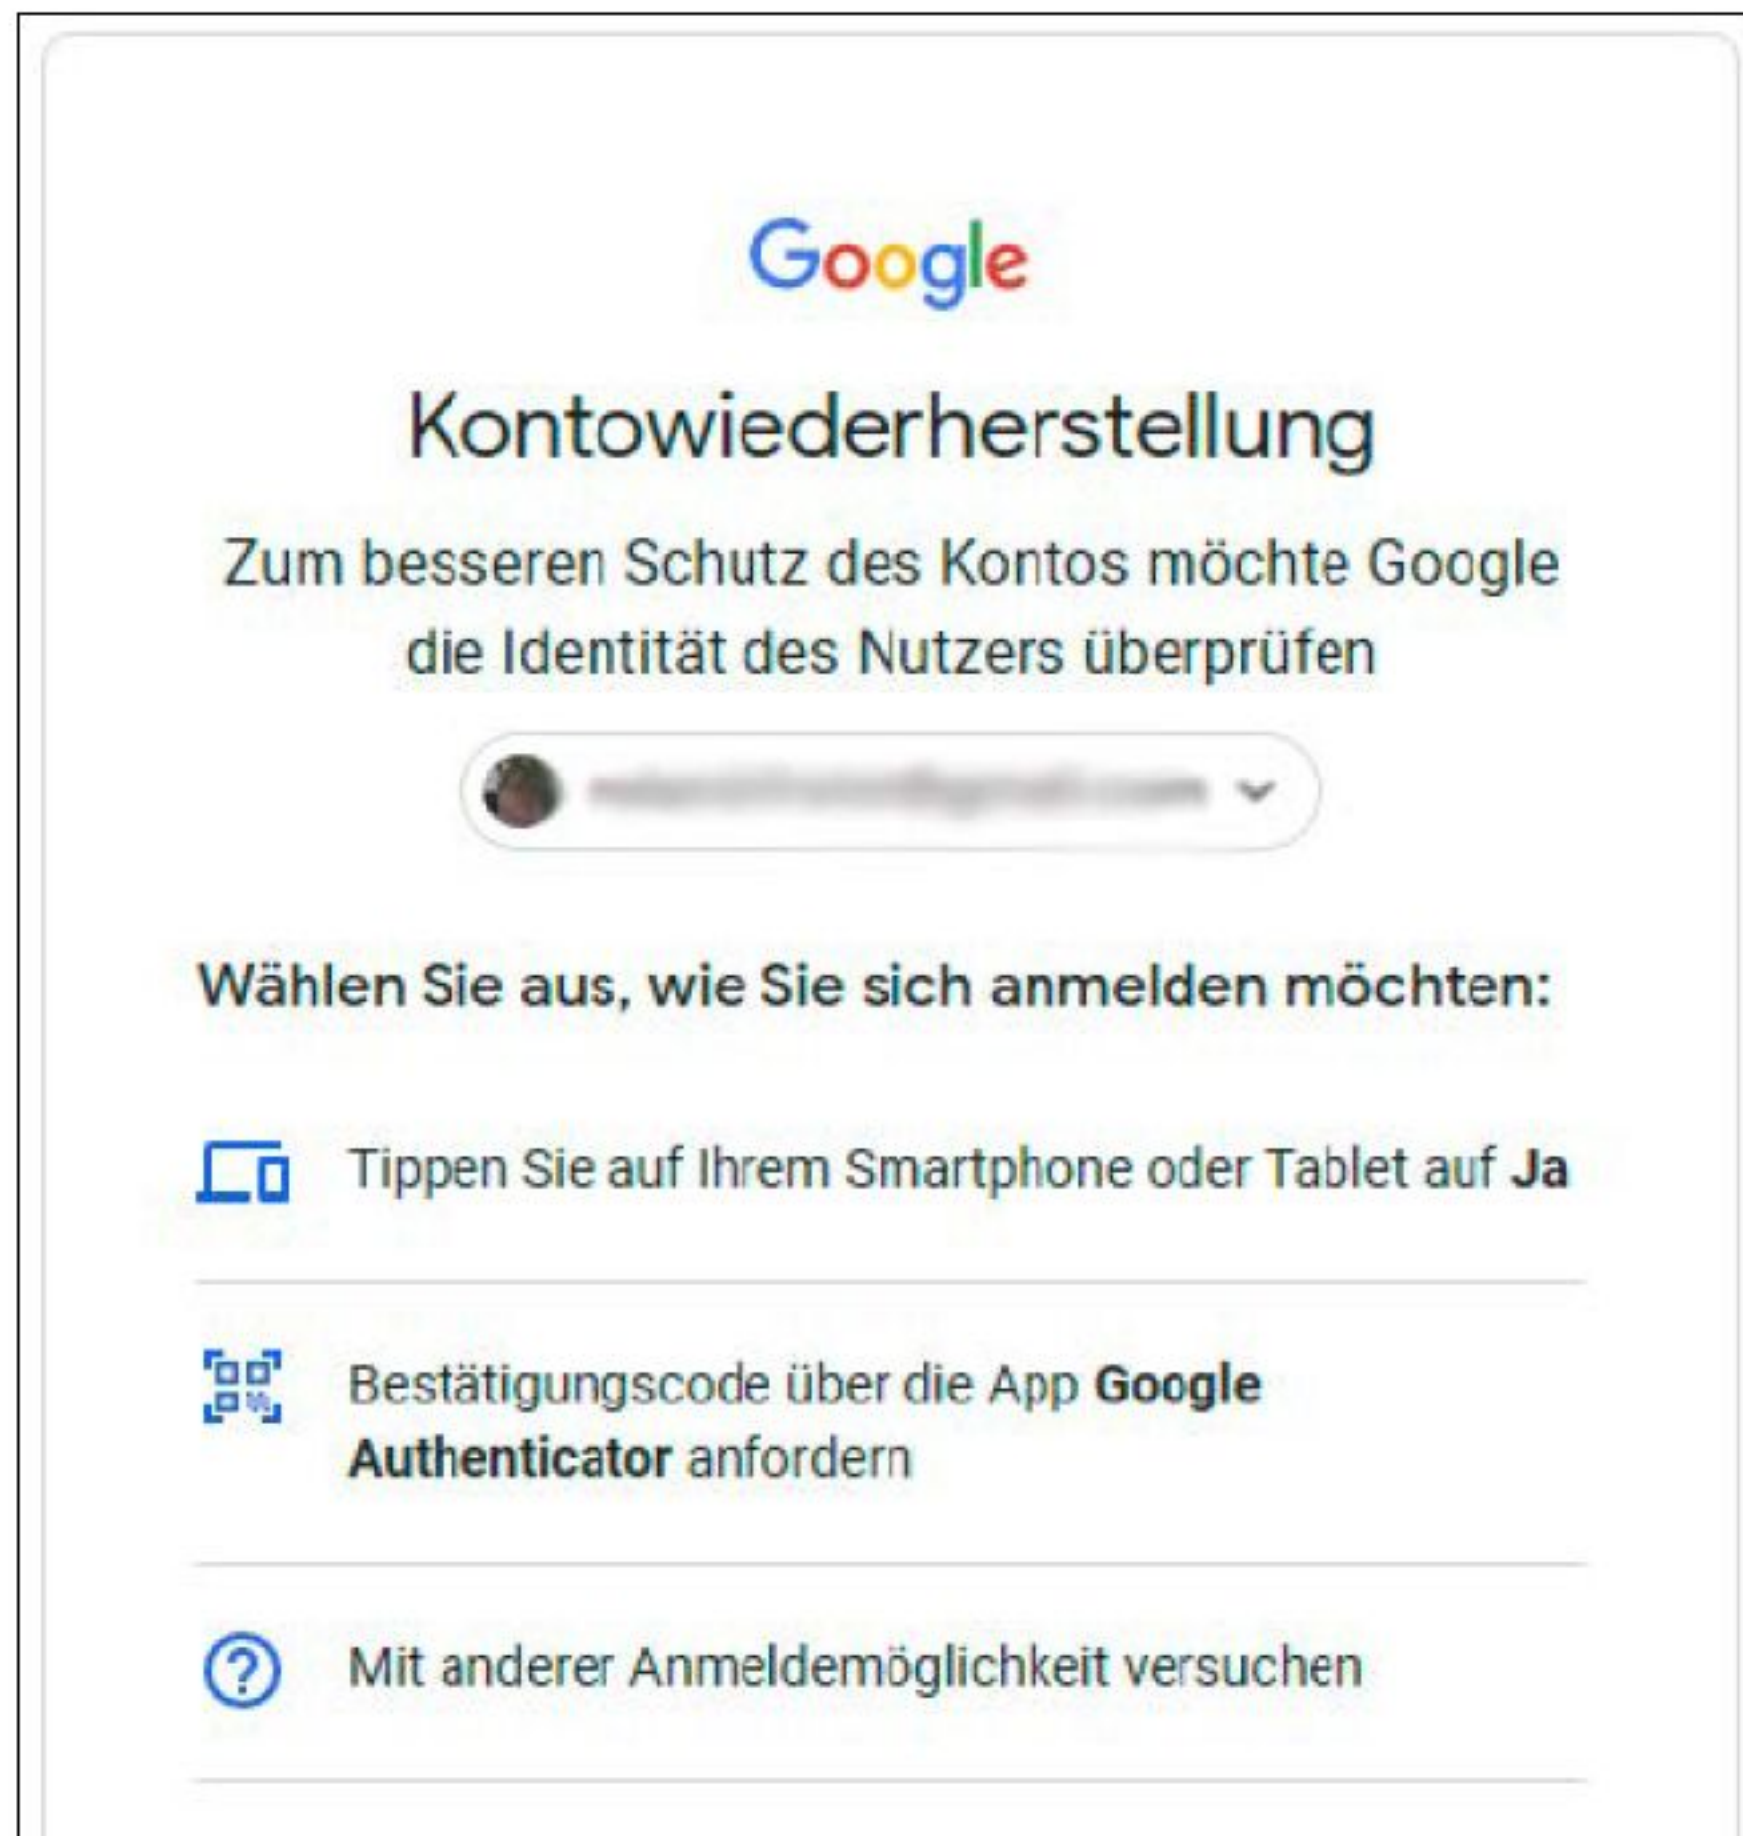 Google
Kontowiederherstellung
Zum besseren Schutz des Kontos möchte Google
die Identität des Nutzers überprüfen
Wählen Sie aus, wie Sie sich anmelden möchten:
Tippen Sie auf Ihrem Smartphone oder Tablet auf Ja
Bestätigungscode über die App Google
Authenticator anfordern
Mit anderer Anmeldemöglichkeit versuchen